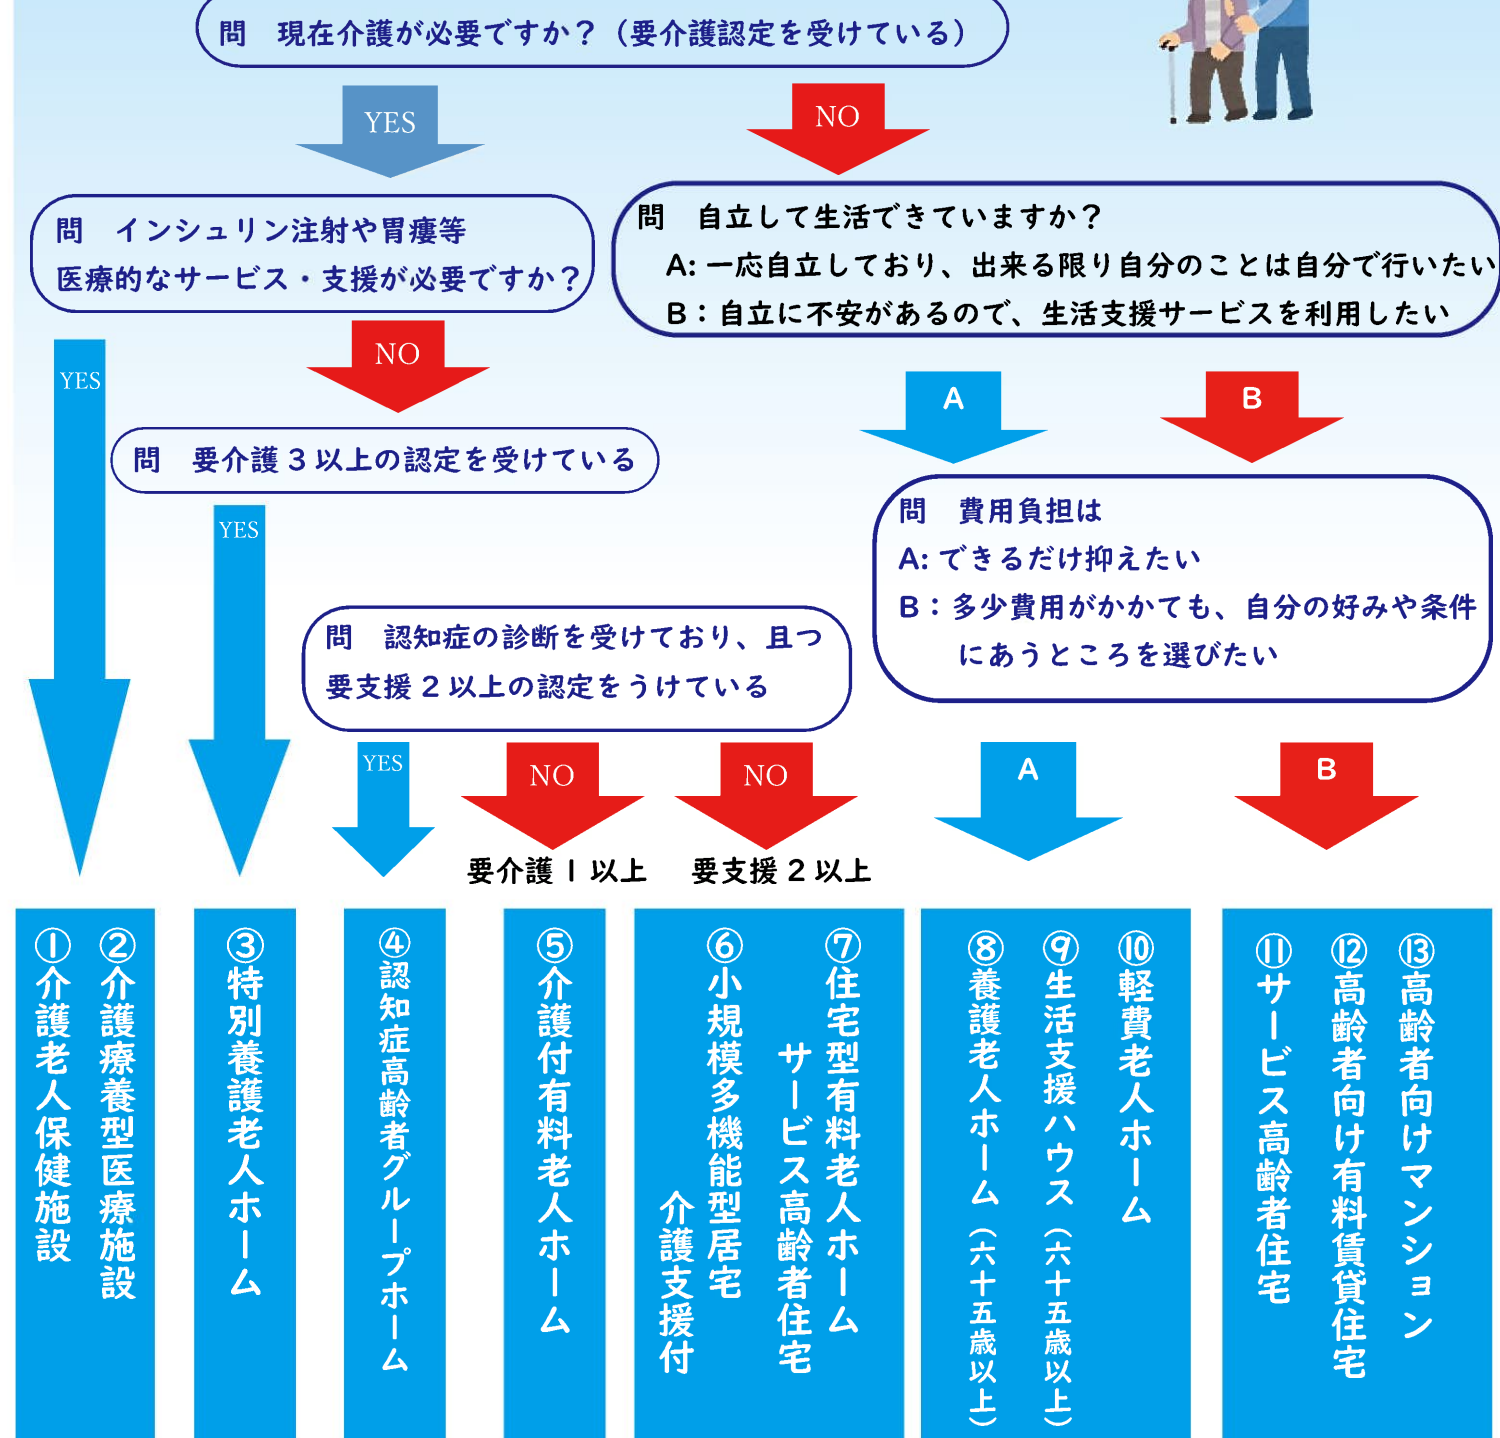 問　現在介護が必要ですか？（要介護認定を受けている）
YES
NO
問　インシュリン注射や胃瘻等
医療的なサービス・支援が必要ですか？
問　自立して生活できていますか？
A: 一応自立しており、出来る限り自分のことは自分で行いたい
B：自立に不安があるので、生活支援サービスを利用したい
YES
NO
A
B
問　要介護３以上の認定を受けている
YES
問　費用負担は
A: できるだけ抑えたい
B：多少費用がかかても、自分の好みや条件
にあうところを選びたい
問　認知症の診断を受けており、且つ
要支援２以上の認定をうけている
YES
NO
NO
A
B
要介護１以上
要支援２以上
①介護老人保健施設
②介護療養型医療施設
③特別養護老人ホーム
④認知症高齢者グループホーム
⑤介護付有料老人ホーム
⑥小規模多機能型居宅
介護支援付
⑦住宅型有料老人ホーム
サービス高齢者住宅
⑧養護老人ホーム（六十五歳以上）
⑨生活支援ハウス（六十五歳以上）
⑩軽費老人ホーム
⑪サービス高齢者住宅
⑫高齢者向け有料賃貸住宅
⑬高齢者向けマンション